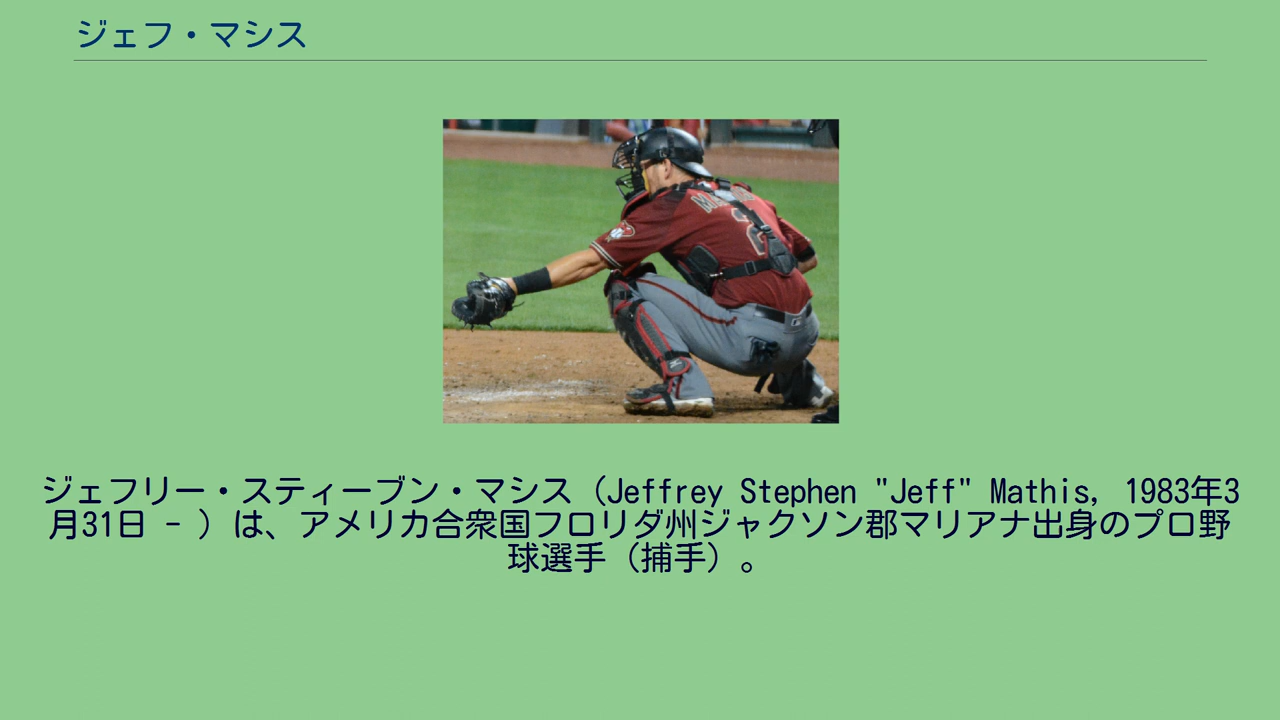 ジェフ・マシス
ジェフリー・スティーブン・マシス（Jeffrey Stephen "Jeff" Mathis, 1983年3
月31日 - ）は、アメリカ合衆国フロリダ州ジャクソン郡マリアナ出身のプロ野
球選手（捕手）。
2